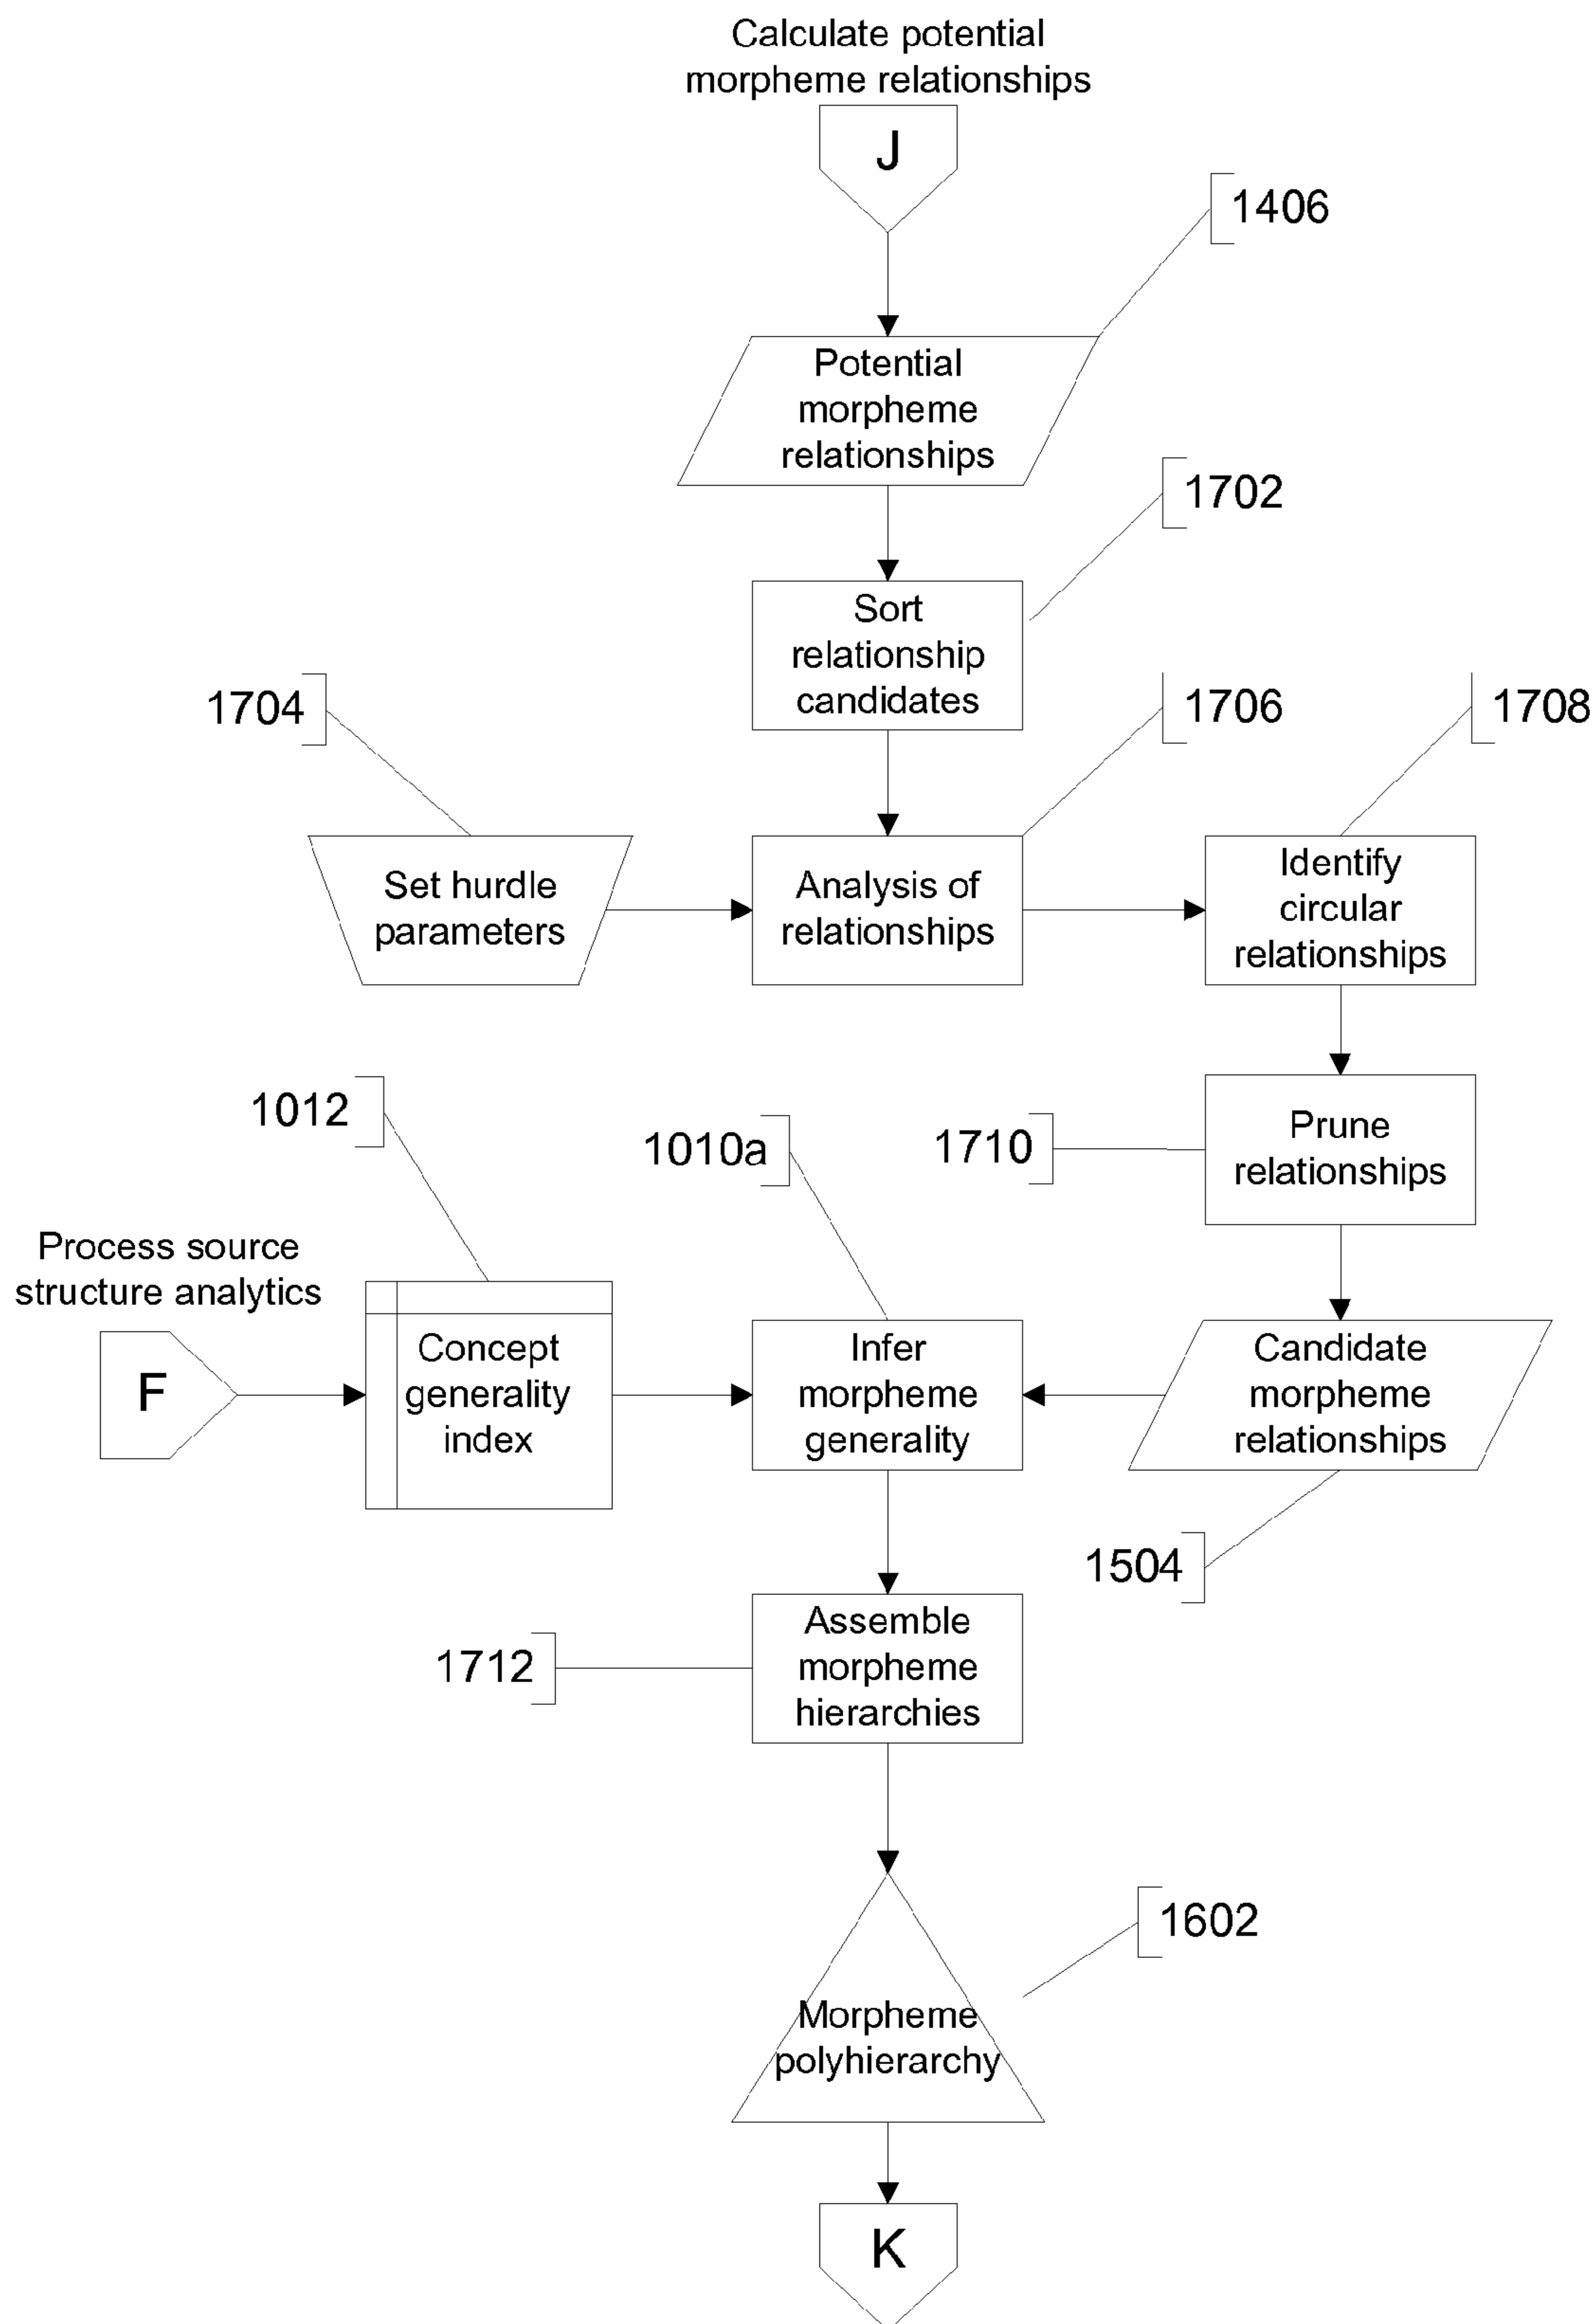 Calculate potential
morpheme relationships
J
1406
Potential
morpheme
relationships
1702
Sort
relationship
candidates
1704
1706
1708
Set hurdle
parameters
Analysis of
relationships
Identify
circular
relationships
1012
1010a
1710
Prune
relationships
Process source
structure analytics
F
Concept
generality
index
Infer
morpheme
generality
Candidate
morpheme
relationships
1504
1712
Assemble
morpheme
hierarchies
1602
Morpheme
polyhierarchy
K